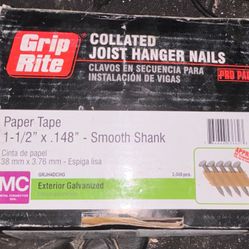 Grip
Rite
COLLATED
JOIST HANGER NAILS
CLAVOS EN SECUENCIA PARA
INSTALACIÓN DE VIGAS
PRO PAK
Paper Tape
1-1/2” x .148” - Smooth Shank
Cinta de papel
38 mm x 3.76 mm - Espiga lisa
MC
Exterior Galvanized